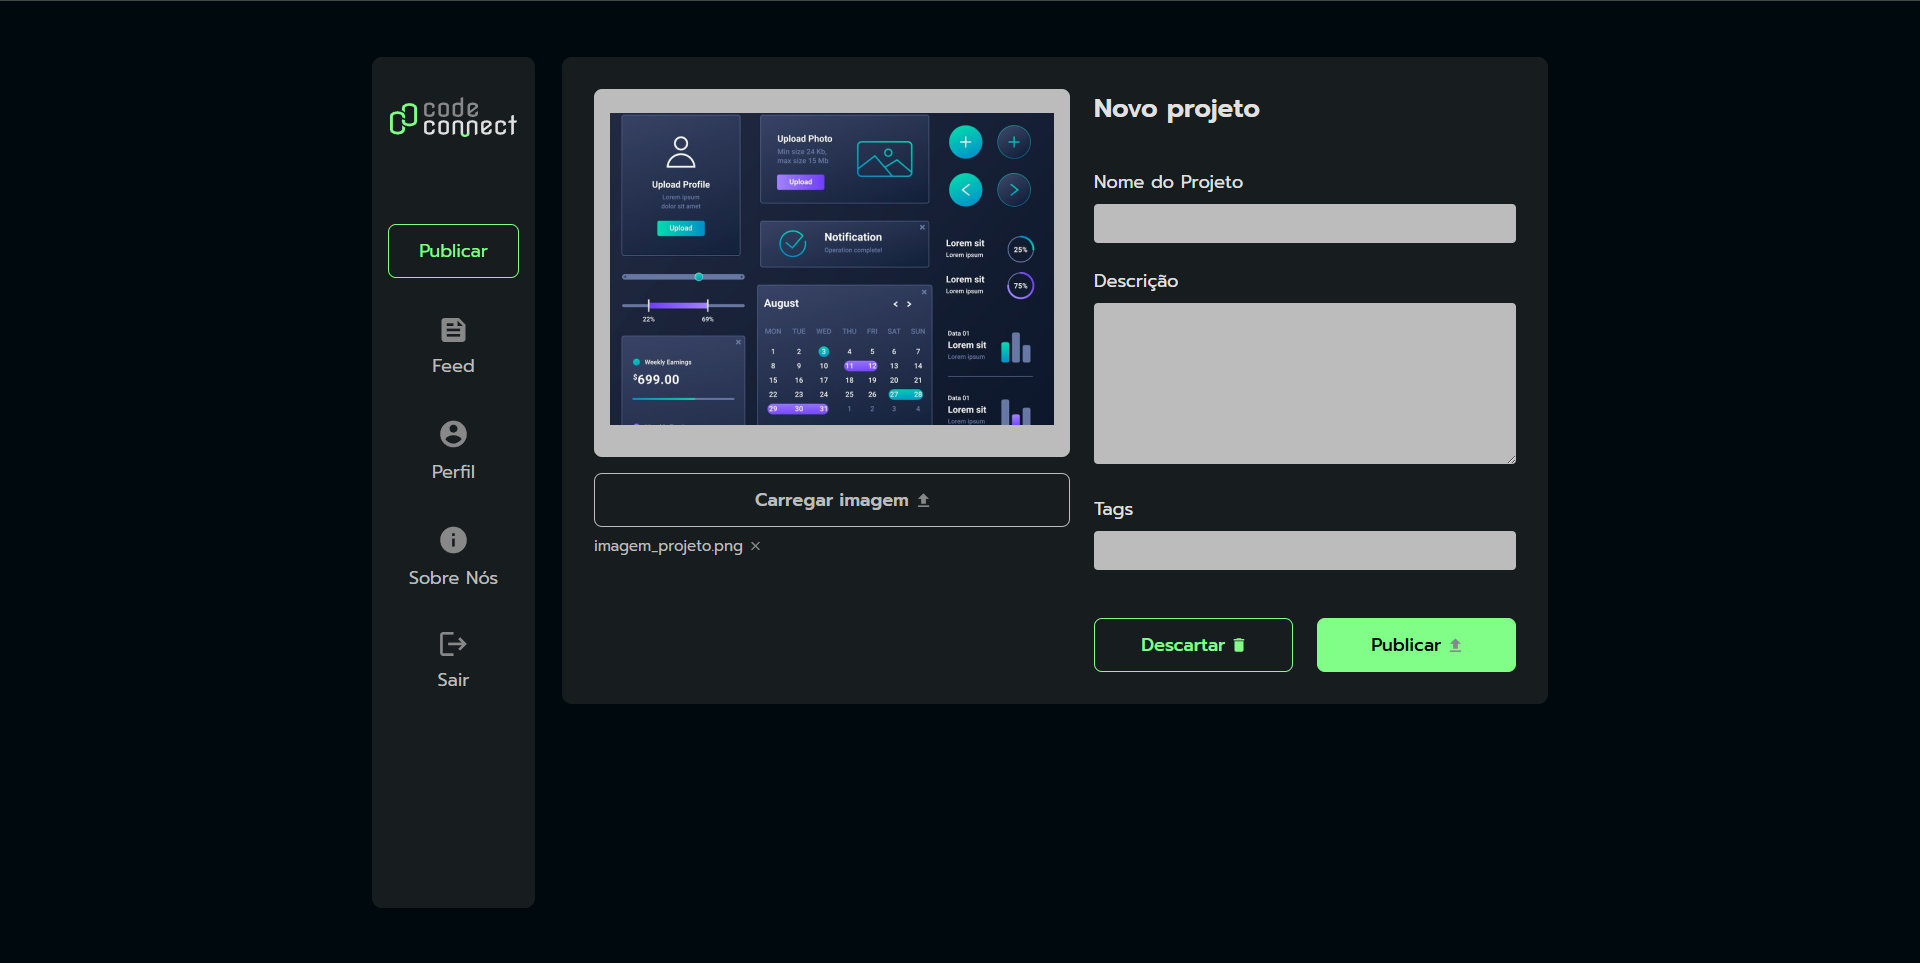 code
connect
Publicar
Feed
Perfil
Sobre Nós
Sair
Upload Profile
Lorem ipsum
dolor sit amet
Upload
Upload Photo
Min size 24 Kb,
max size 15 Mb
Upload
Notification
Operation complete!
Lorem sit
Lorem ipsum
25%
Lorem sit
Lorem ipsum
75%
22%
69%
August
MON TUE WED THU FRI SAT SUN
1 2 3 4 5 6 7
8 9 10 11 12 13 14
15 16 17 18 19 20 21
22 23 24 25 26 27 28
29 30 31 1 2 3 4
Weekly Earnings
$699.00
Data 01
Lorem sit
Lorem ipsum
Data 01
Lorem sit
Lorem ipsum
Carregar imagem
imagem_projeto.png
Novo projeto
Nome do Projeto
Descrição
Tags
Descartar
Publicar